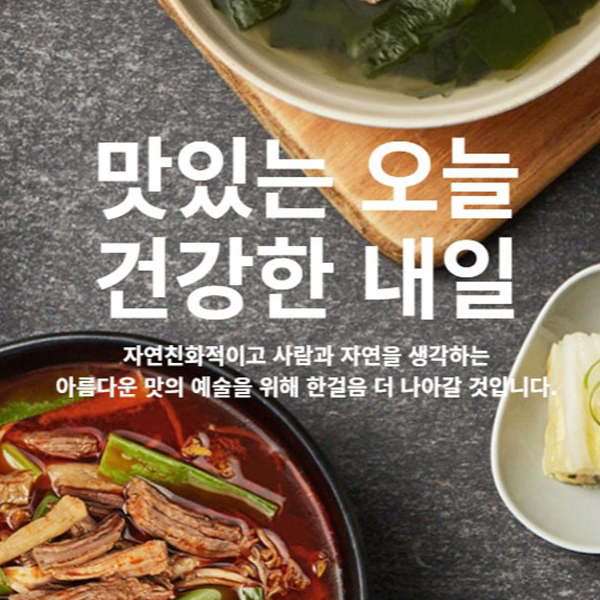 맛있는 오늘
건강한 내일
자연친화적이고 사람과 자연을 생각하는
아름다운 맛의 예술을 위해 한걸음 더 나아갈 것입니다.